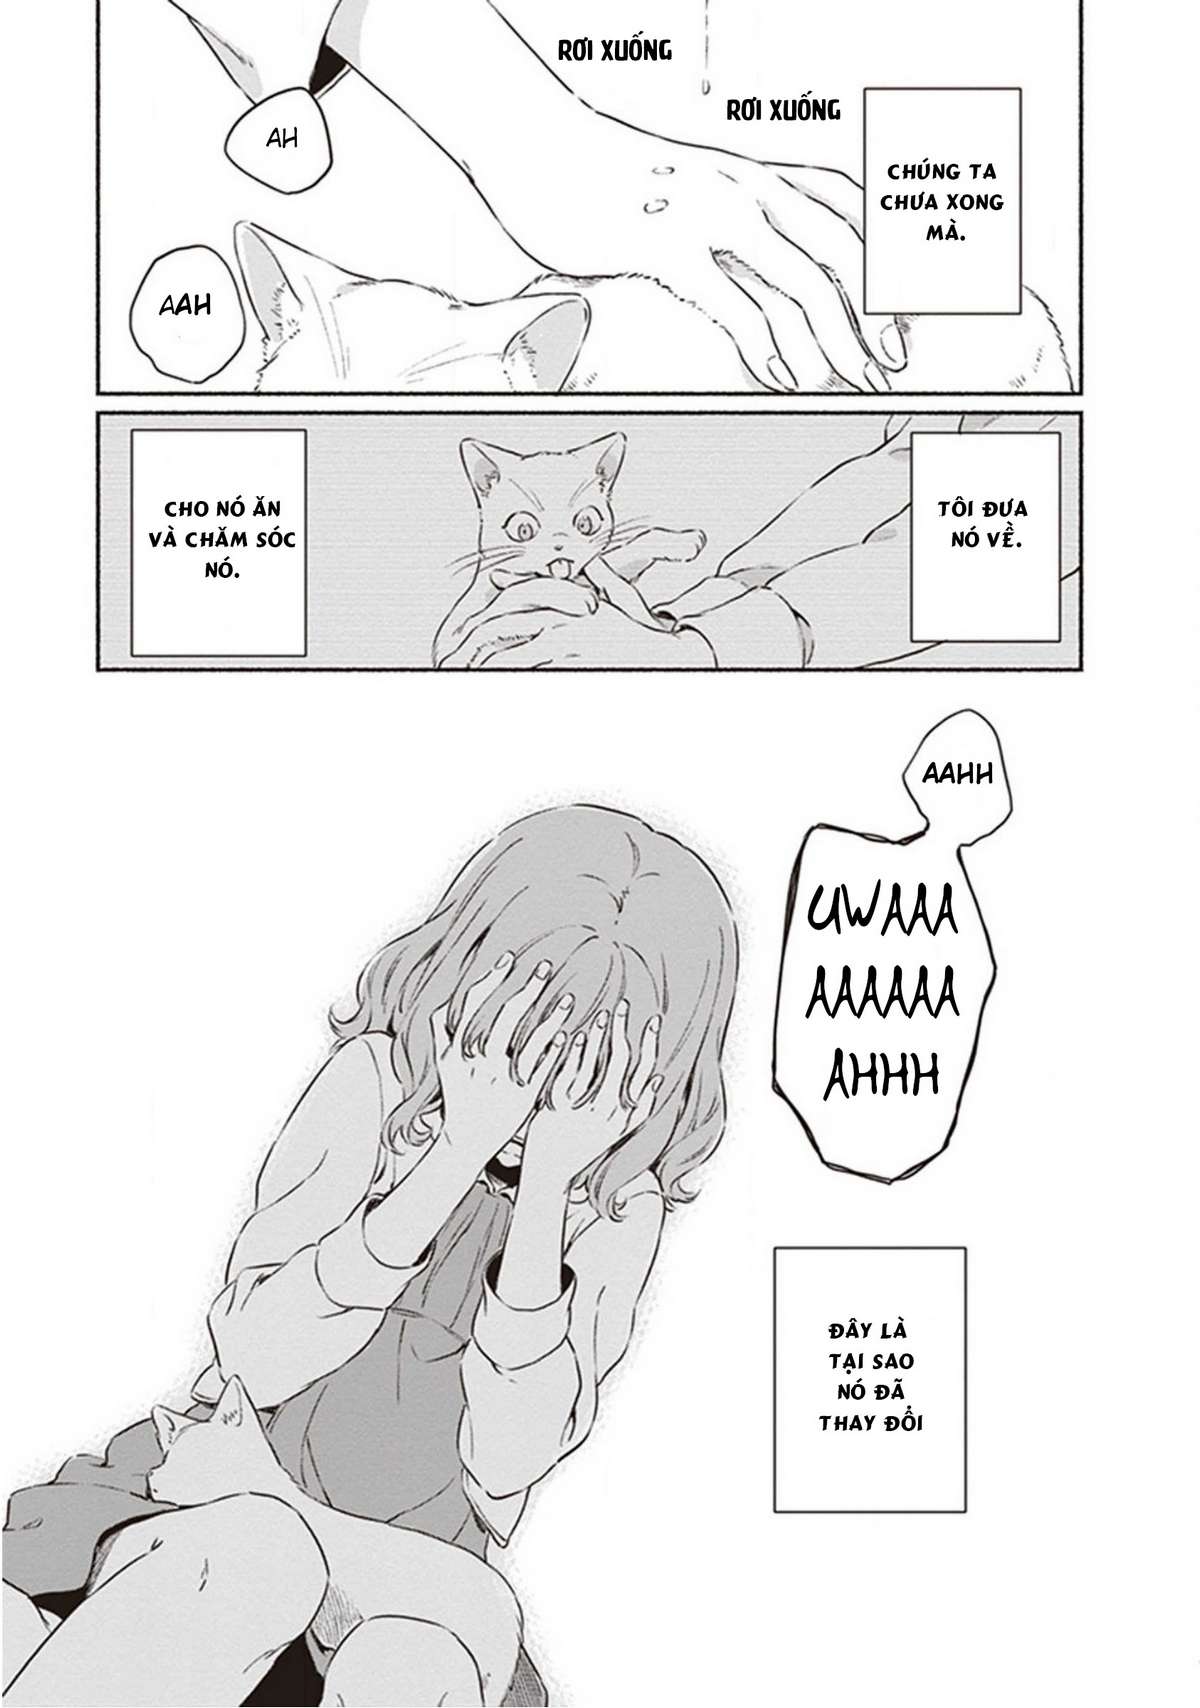 RƠI XUỐNG
RƠI XUỐNG
CHÚNG TA
CHƯA XONG
MÀ.
AH
AAH
TÔI ĐƯA
NÓ VỀ.
CHO NÓ ĂN
VÀ CHĂM SÓC
NÓ.
AAHH
UWAAA
AAAAAA
AHHH
ĐÂY LÀ
TẠI SAO
NÓ ĐÃ
THAY ĐỔI